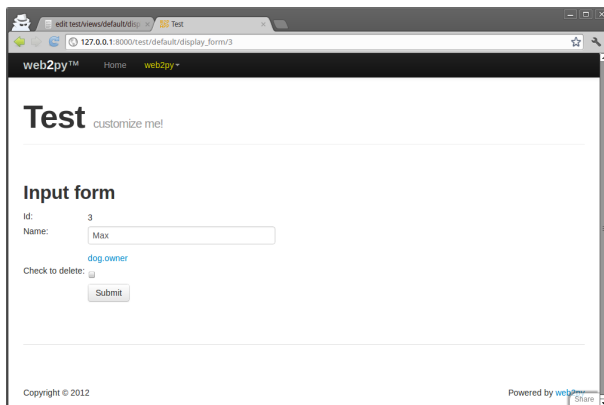 edit test/views/default/disp
Test
127.0.0.1:8000/test/default/display_form/3
web2py™ Home web2py
Test customize me!
Input form
Id: 3
Name: Max
dog.owner
Check to delete:
Submit
Copyright © 2012
Powered by web2py
Share